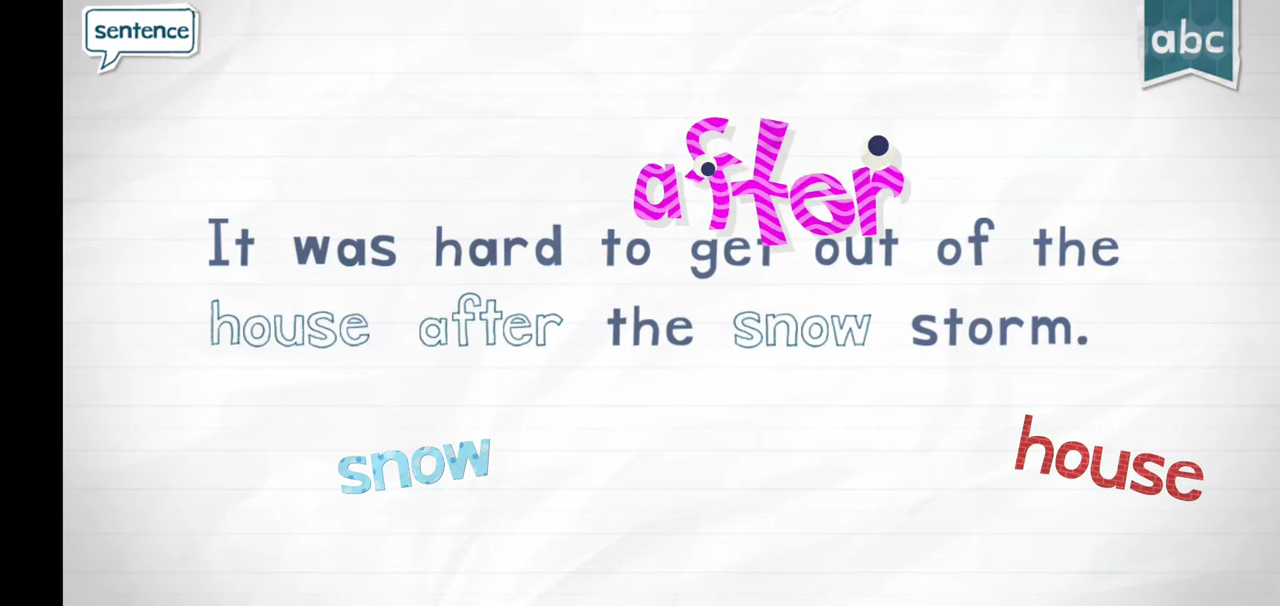 sentence
abc
after
It was hard to get out of the
house after the snow storm.
snow
house